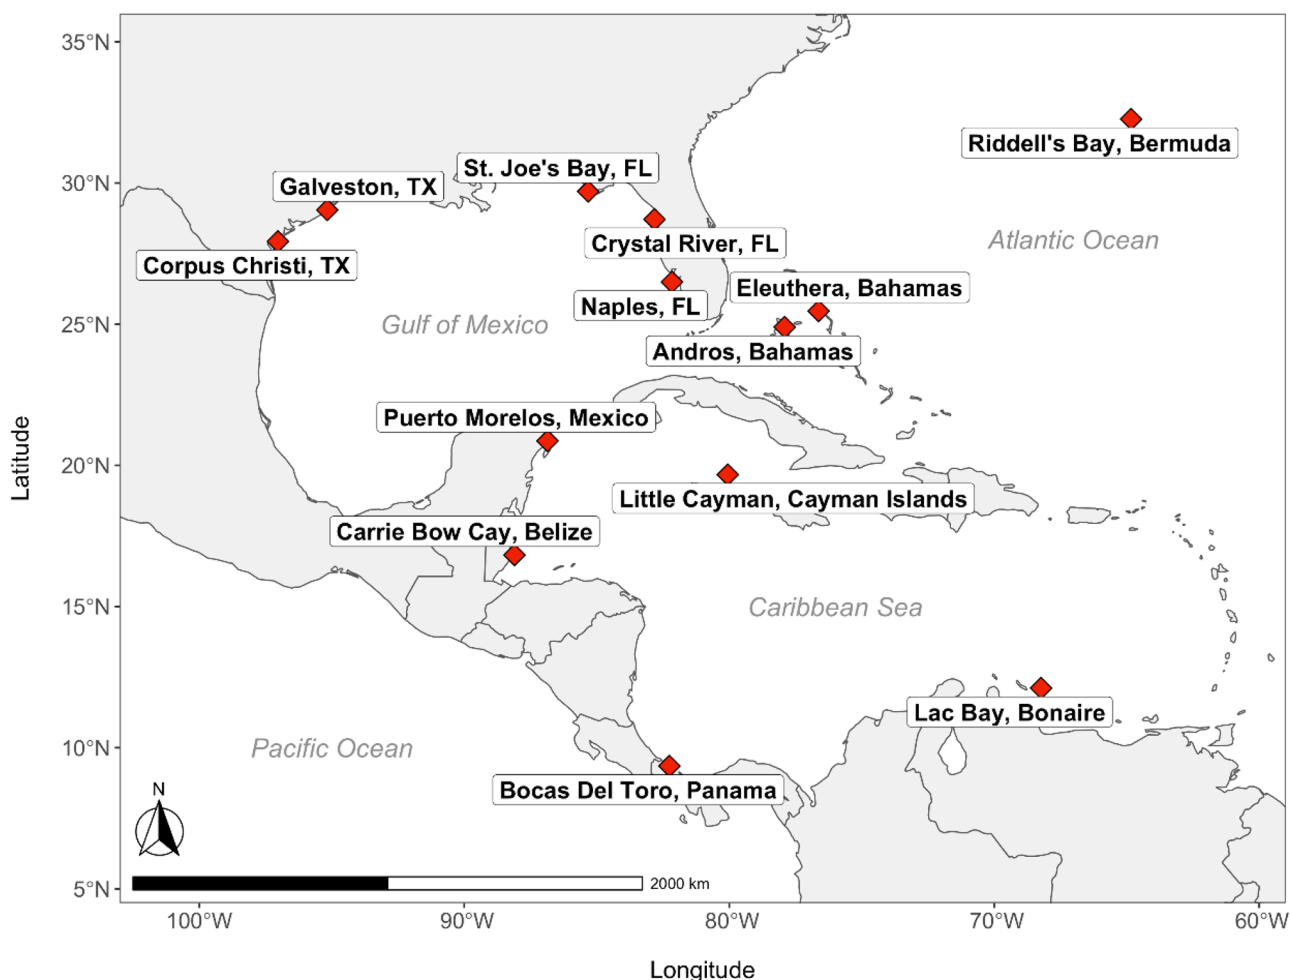 35°N
Riddell's Bay, Bermuda
St. Joe's Bay, FL
30°N
Galveston, TX
Crystal River, FL
Atlantic Ocean
Corpus Christi, TX
Eleuthera, Bahamas
Naples, FL
25°N
Gulf of Mexico
Andros, Bahamas
Puerto Morelos, Mexico
Latitude
20°N
Little Cayman, Cayman Islands
Carrie Bow Cay, Belize
15°N
Caribbean Sea
Lac Bay, Bonaire
10°N
Pacific Ocean
Bocas Del Toro, Panama
N
2000 km
5°N
100°W
90°W
80°W
70°W
60°W
Longitude